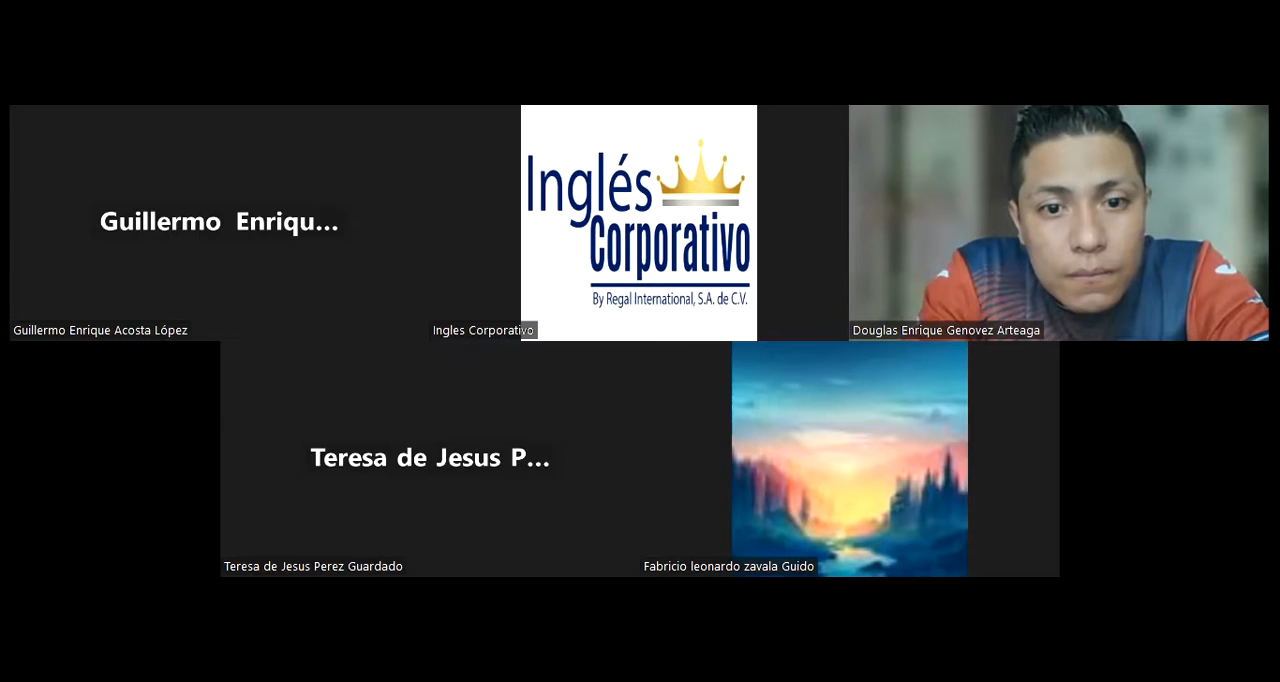 Guillermo Enriqu...
Guillermo Enrique Acosta López
Inglés
Corporativo
By Regal International, S.A. de C.V.
Ingles Corporativo
Douglas Enrique Genovez Arteaga
Teresa de Jesus P...
Teresa de Jesus Perez Guardado
Fabricio leonardo zavala Guido